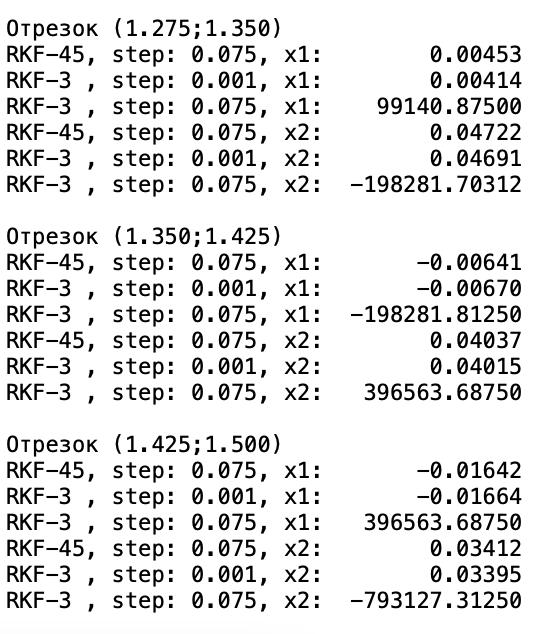 Отрезок (1.275;1.350)
RKF-45, step: 0.075, x1: 0.00453
RKF-3 , step: 0.001, x1: 0.00414
RKF-3 , step: 0.075, x1: 99140.87500
RKF-45, step: 0.075, x2: 0.04722
RKF-3 , step: 0.001, x2: 0.04691
RKF-3 , step: 0.075, x2: -198281.70312
Отрезок (1.350;1.425)
RKF-45, step: 0.075, x1: -0.00641
RKF-3 , step: 0.001, x1: -0.00670
RKF-3 , step: 0.075, x1: -198281.81250
RKF-45, step: 0.075, x2: 0.04037
RKF-3 , step: 0.001, x2: 0.04015
RKF-3 , step: 0.075, x2: 396563.68750
Отрезок (1.425;1.500)
RKF-45, step: 0.075, x1: -0.01642
RKF-3 , step: 0.001, x1: -0.01664
RKF-3 , step: 0.075, x1: 396563.68750
RKF-45, step: 0.075, x2: 0.03412
RKF-3 , step: 0.001, x2: 0.03395
RKF-3 , step: 0.075, x2: -793127.31250